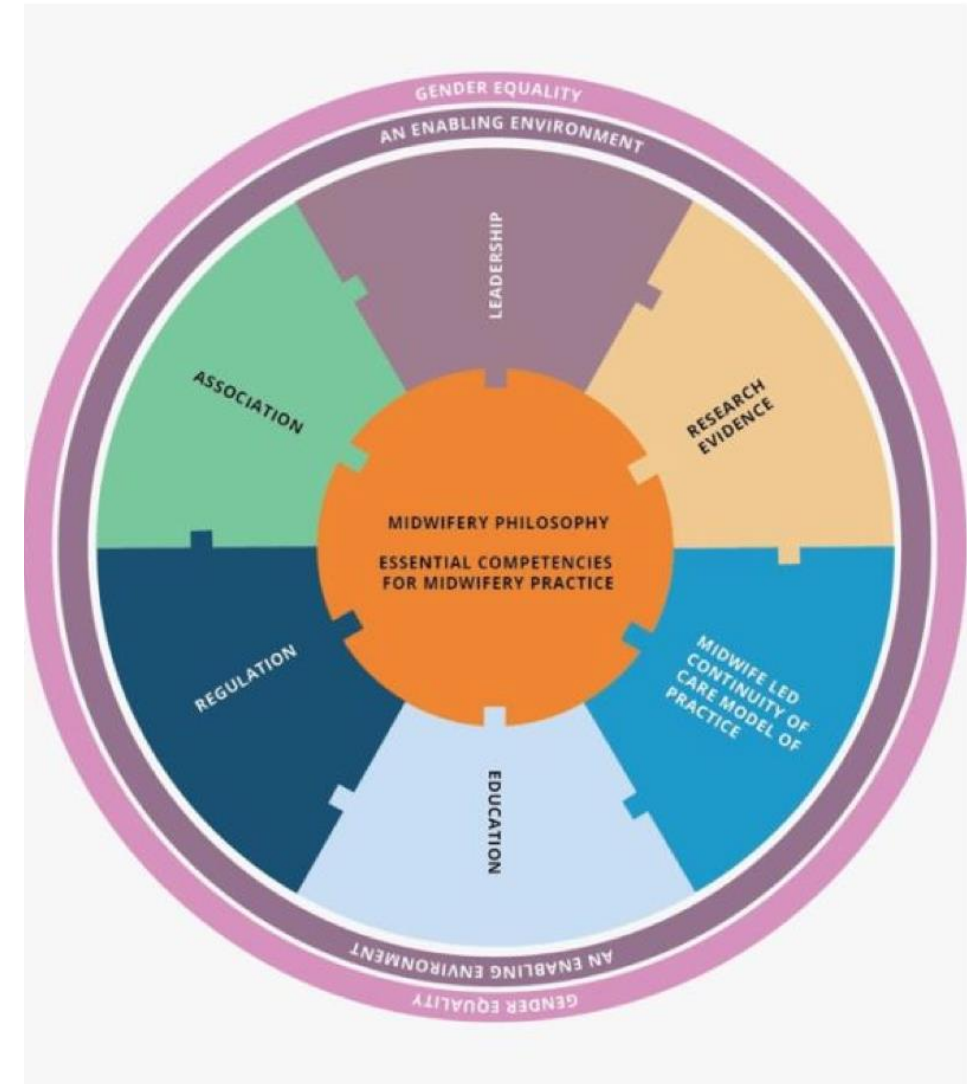 GENDER EQUALITY
AN ENABLING ENVIRONMENT
LEADERSHIP
ASSOCIATION
RESEARCH
EVIDENCE
MIDWIFERY PHILOSOPHY
ESSENTIAL COMPETENCIES
FOR MIDWIFERY PRACTICE
REGULATION
MIDWIFE LED
CONTINUITY OF
CARE MODEL OF
PRACTICE
EDUCATION
AN ENABLING ENVIRONMENT
GENDER EQUALITY